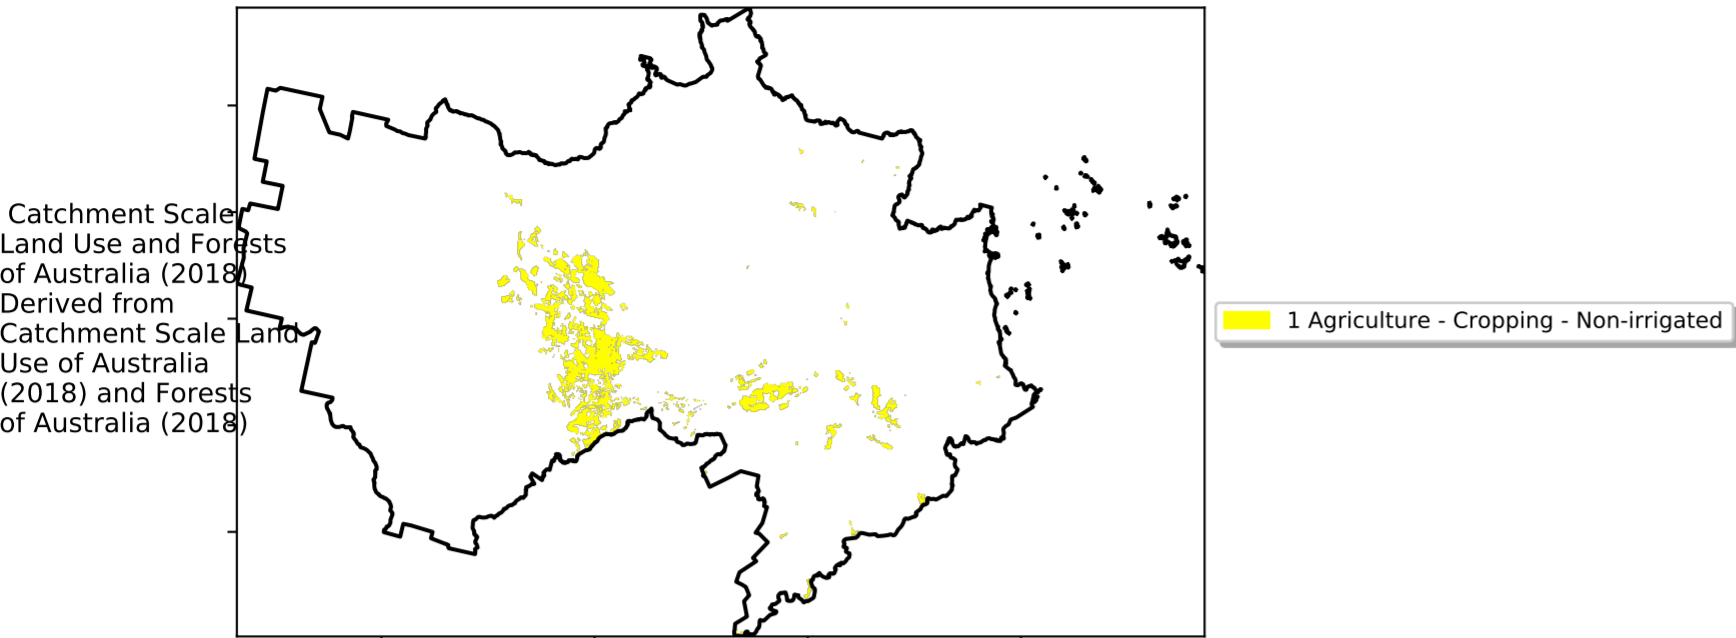 Catchment Scale
Land Use and Forests
of Australia (2018)
Derived from
Catchment Scale Land
Use of Australia
(2018) and Forests
of Australia (2018)
1 Agriculture - Cropping - Non-irrigated